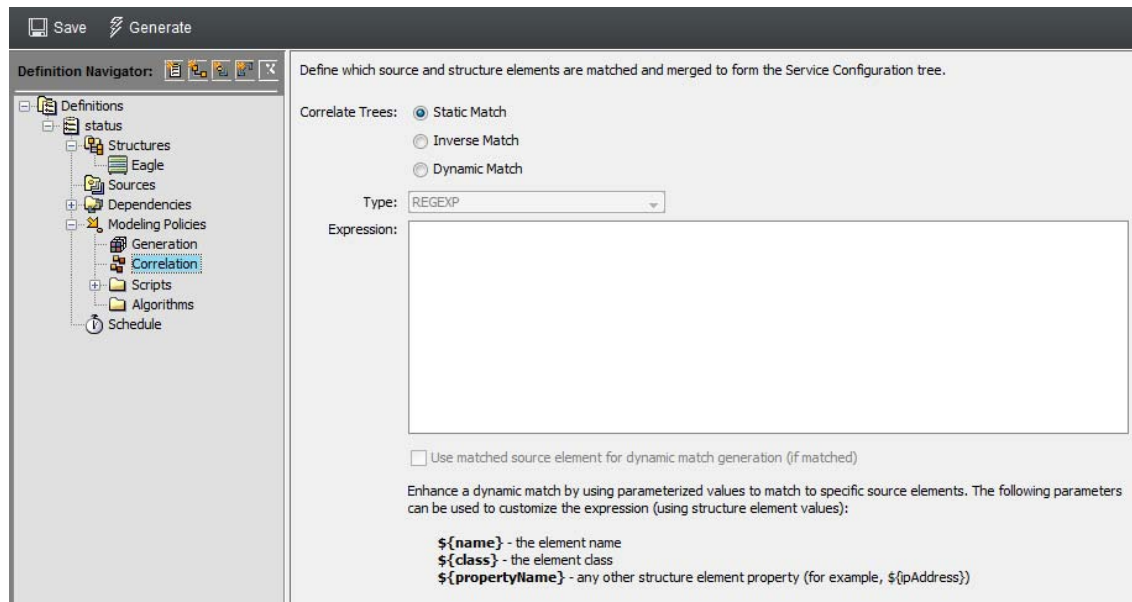 Save Generate
Definition Navigator:
Definitions
status
Structures
Eagle
Sources
Dependencies
Modeling Policies
Generation
Correlation
Scripts
Algorithms
Schedule
Define which source and structure elements are matched and merged to form the Service Configuration tree.
Correlate Trees: Static Match
Inverse Match
Dynamic Match
Type: REGEXP
Expression:
Use matched source element for dynamic match generation (if matched)
Enhance a dynamic match by using parameterized values to match to specific source elements. The following parameters
can be used to customize the expression (using structure element values):
${name} - the element name
${class} - the element class
${propertyName} - any other structure element property (for example, ${ipAddress})